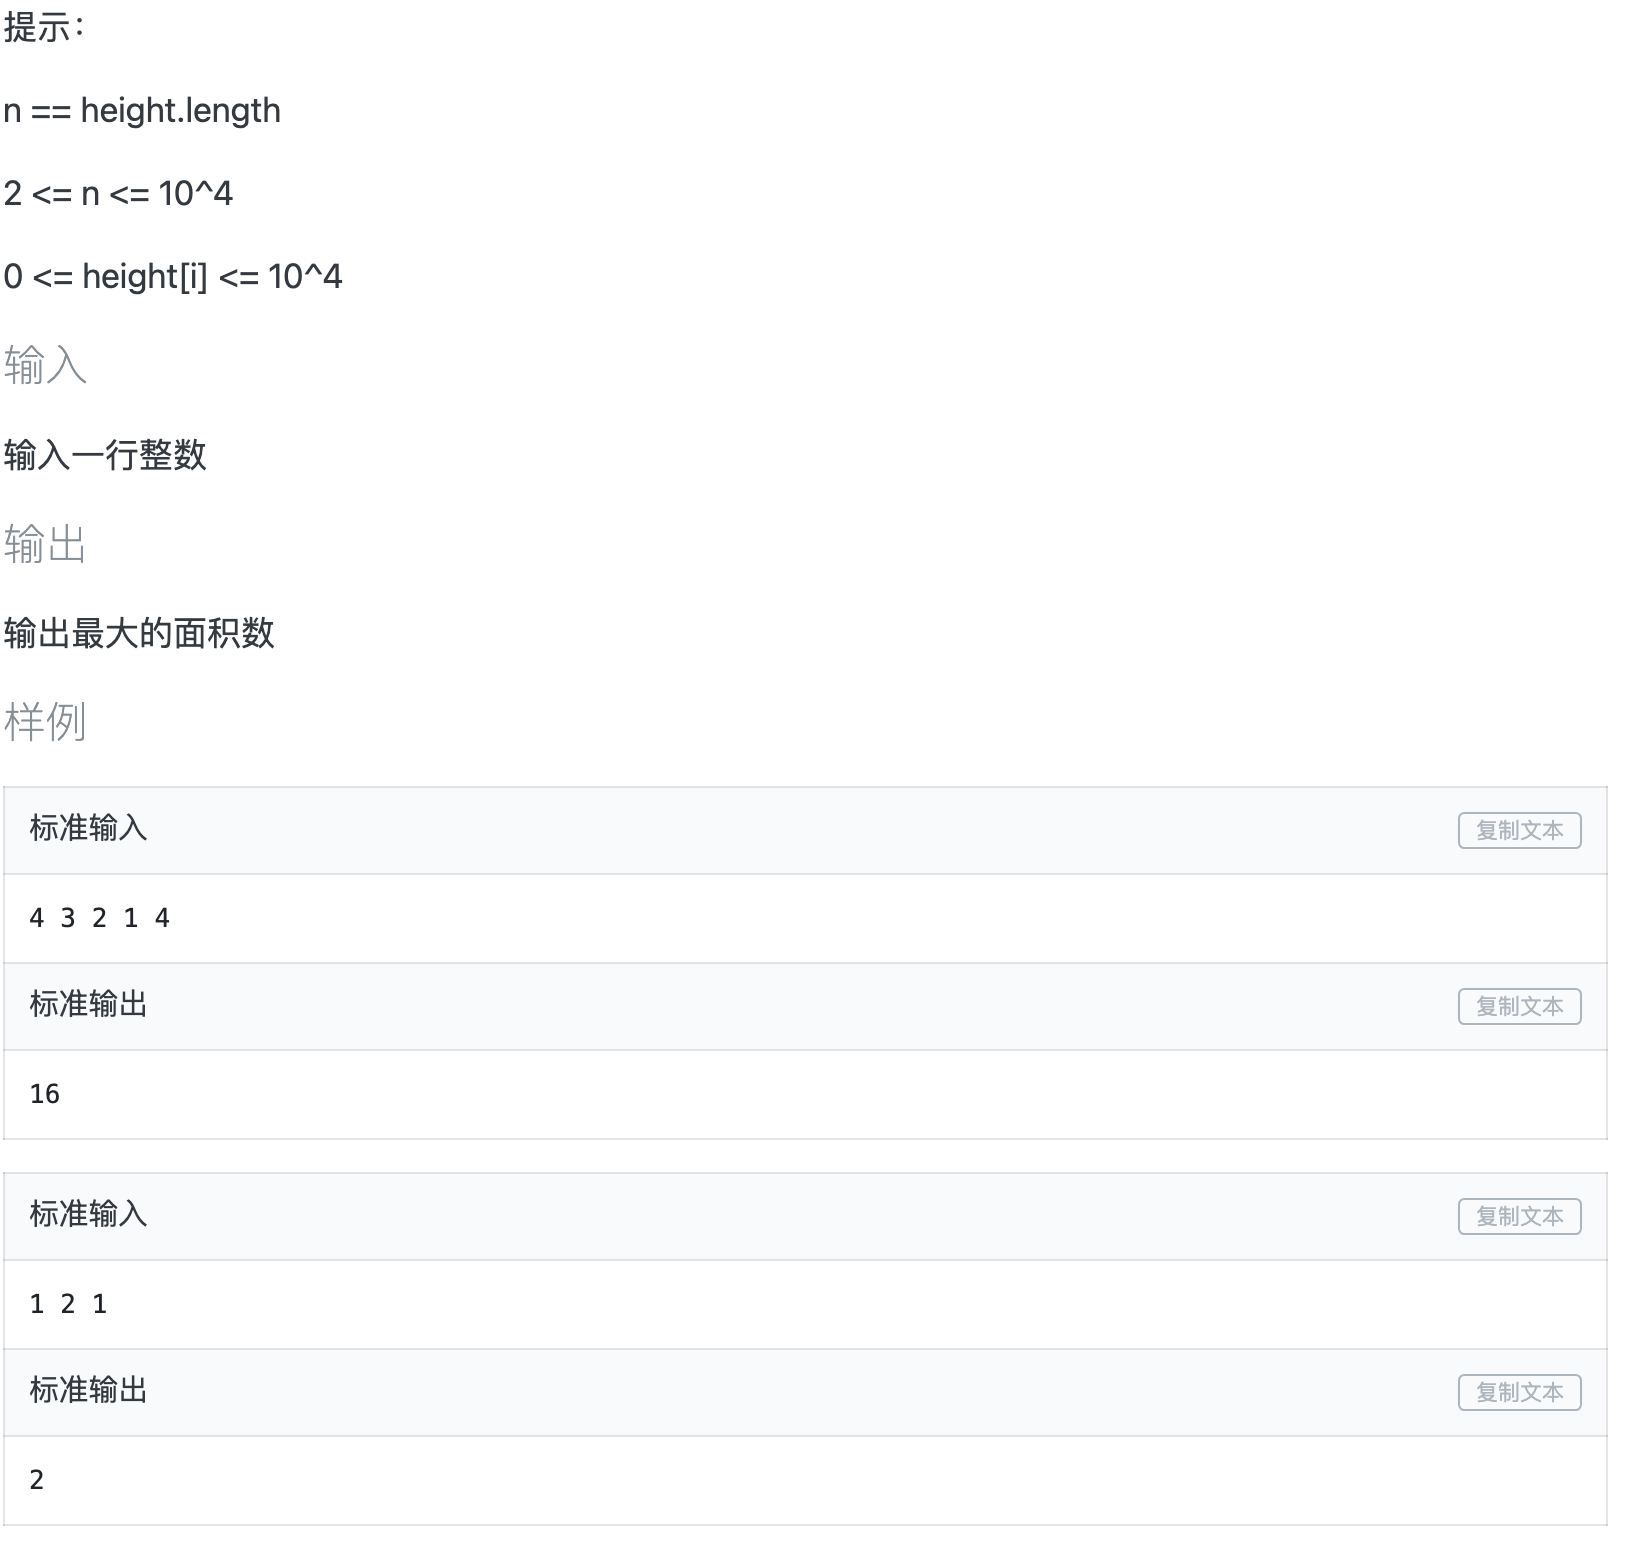 提示：
n == height.length
2 <= n <= 10^4
0 <= height[i] <= 10^4
输入
输入一行整数
输出
输出最大的面积数
样例
标准输入
复制文本
4 3 2 1 4
标准输出
复制文本
16
标准输入
复制文本
1 2 1
标准输出
复制文本
2